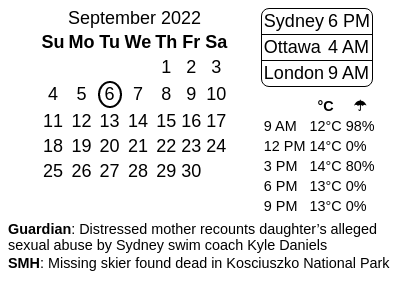 September 2022
Su Mo Tu We Th Fr Sa
1 2 3
4 5 6 7 8 9 10
11 12 13 14 15 16 17
18 19 20 21 22 23 24
25 26 27 28 29 30
Sydney 6 PM
Ottawa 4 AM
London 9 AM
°C ☂
9 AM 12°C 98%
12 PM 14°C 0%
3 PM 14°C 80%
6 PM 13°C 0%
9 PM 13°C 0%
Guardian: Distressed mother recounts daughter’s alleged
sexual abuse by Sydney swim coach Kyle Daniels
SMH: Missing skier found dead in Kosciuszko National Park